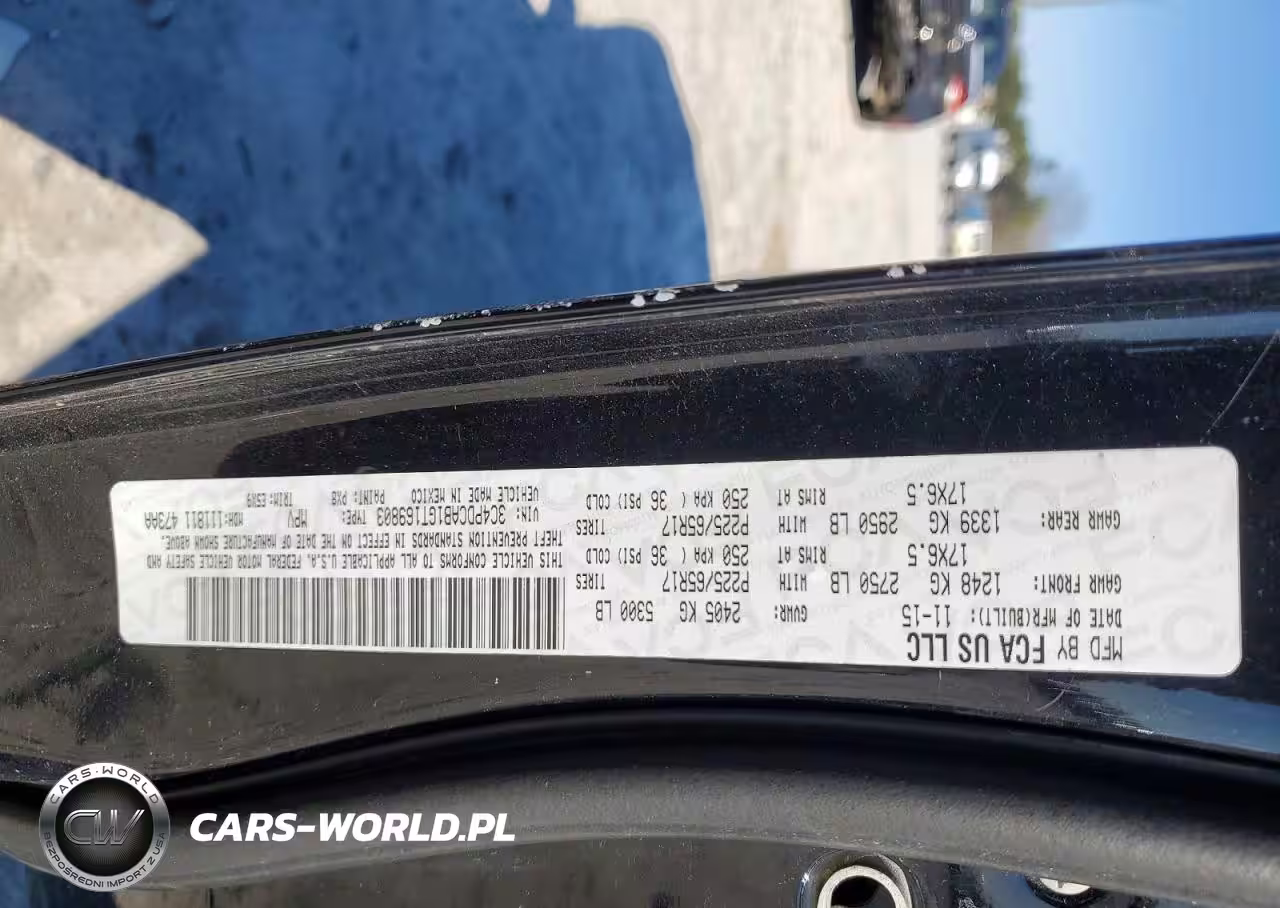 MFD BY FCA US LLC
DATE OF MFR(BUILT): 11-15 GVWR: 2405 KG 5300 LB
GAWR FRONT: 1248 KG 2750 LB WITH P225/65R17 TIRES
17X6.5 RIMS AT 250 KPA ( 36 PSI) COLD
GAWR REAR: 1339 KG 2950 LB WITH P225/65R17 TIRES
17X6.5 RIMS AT 250 KPA ( 36 PSI) COLD
THIS VEHICLE CONFORMS TO ALL APPLICABLE U.S.A. FEDERAL MOTOR VEHICLE SAFETY AND
THEFT PREVENTION STANDARDS IN EFFECT ON THE DATE OF MANUFACTURE SHOWN ABOVE.
VIN: 3C4PDCAB1GT169803 TYPE: MPV MDH: 111811 473AA
VEHICLE MADE IN MEXICO PAINT: PX8 TRIM: E5W9
CARS-WORLD
CW
BEZPOŚREDNI IMPORT Z USA
CARS-WORLD.PL